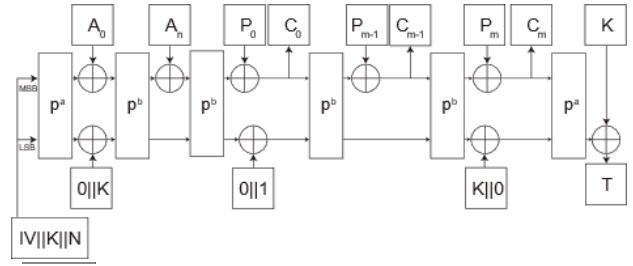 A₀ Aₙ P₀ C₀ Pₘ₋₁ Cₘ₋₁ Pₘ Cₘ K
MSB
pᵃ pᵇ pᵇ pᵇ pᵇ pᵃ
LSB
0||K 0||1 K||0 T
IV||K||N